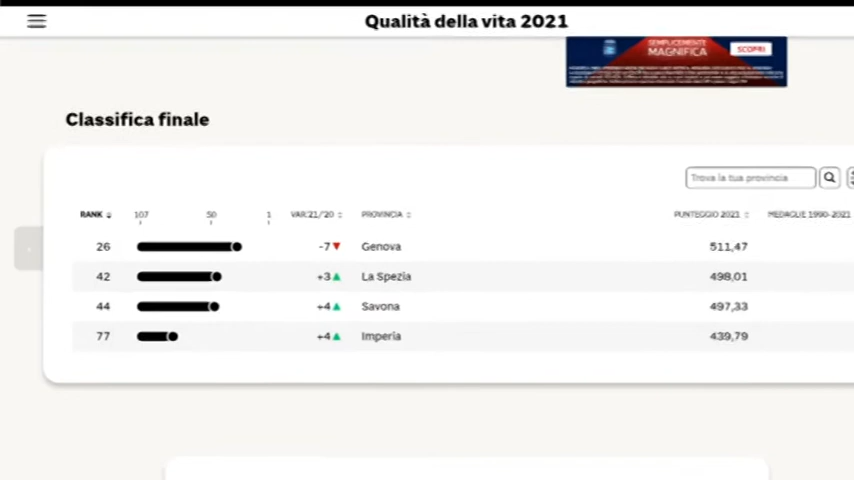 Qualità della vita 2021
SEMPLICEMENTE
MAGNIFICA
SCOPRI
Classifica finale
Trova la tua provincia
RANK 107 50 1 VAR.'21/'20 PROVINCIA PUNTEGGIO 2021 MEDAGLIE 1990-2021
26 -7 Genova 511,47
42 +3 La Spezia 498,01
44 +4 Savona 497,33
77 +4 Imperia 439,79